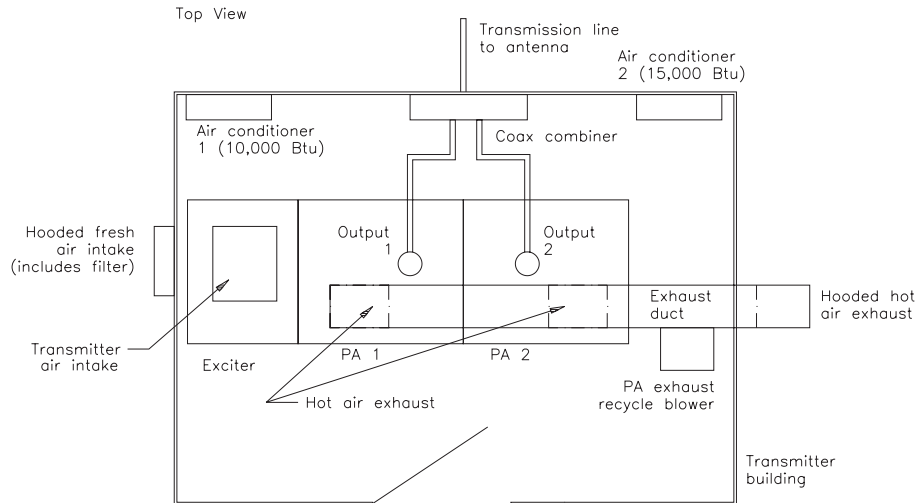 Top View
Transmission line
to antenna
Air conditioner
2 (15,000 Btu)
Air conditioner
1 (10,000 Btu)
Coax combiner
Hooded fresh
air intake
(includes filter)
Output
1
Output
2
Exhaust
duct
Hooded hot
air exhaust
Transmitter
air intake
Exciter
PA 1
PA 2
Hot air exhaust
PA exhaust
recycle blower
Transmitter
building